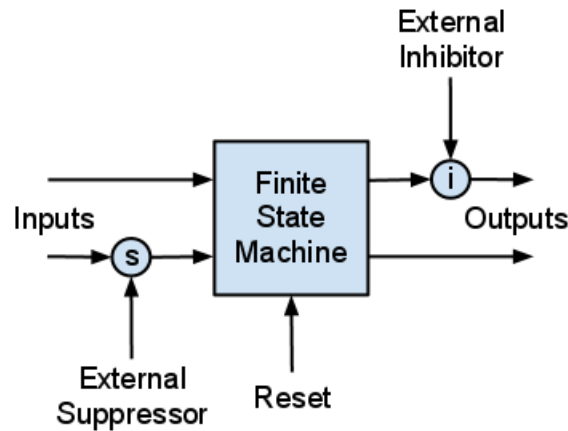 External
Inhibitor
Finite
State
Machine
i
Inputs
Outputs
s
External
Suppressor
Reset